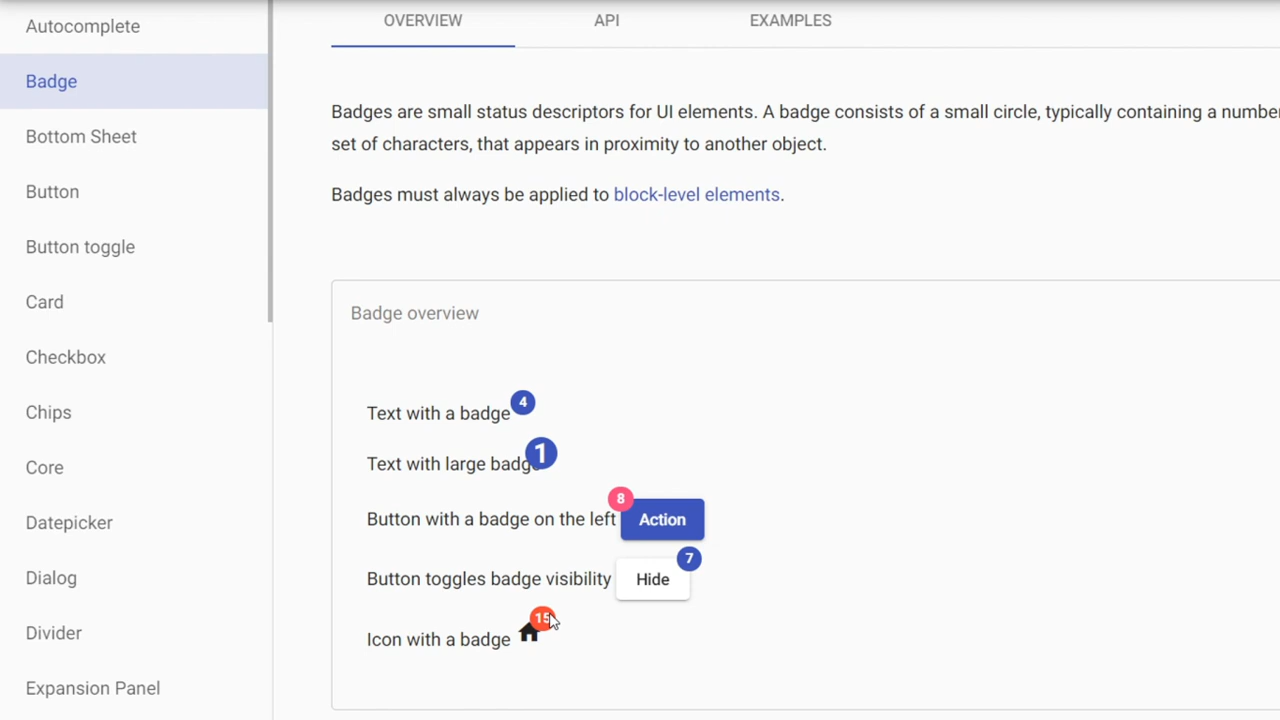 Autocomplete
Badge
Bottom Sheet
Button
Button toggle
Card
Checkbox
Chips
Core
Datepicker
Dialog
Divider
Expansion Panel
OVERVIEW API EXAMPLES
Badges are small status descriptors for UI elements. A badge consists of a small circle, typically containing a number
set of characters, that appears in proximity to another object.
Badges must always be applied to block-level elements.
Badge overview
Text with a badge 4
Text with large badge 1
Button with a badge on the left 8 Action
Button toggles badge visibility Hide 7
Icon with a badge 15